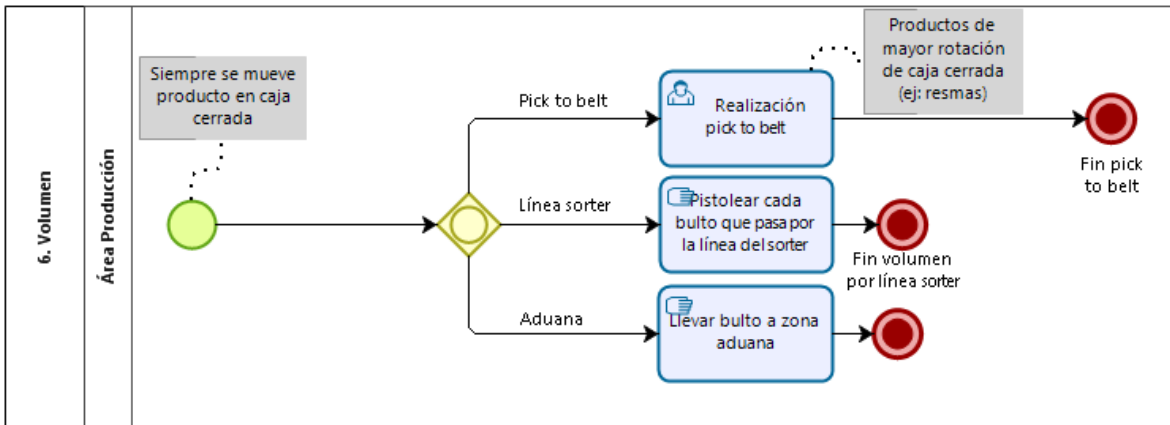 6. Volumen
Área Producción
Siempre se mueve
producto en caja
cerrada
Pick to belt
Realización
pick to belt
Productos de
mayor rotación
de caja cerrada
(ej: resmas)
Fin pick
to belt
Línea sorter
Pistolear cada
bulto que pasa por
la línea del sorter
Fin volumen
por línea sorter
Aduana
Llevar bulto a zona
aduana